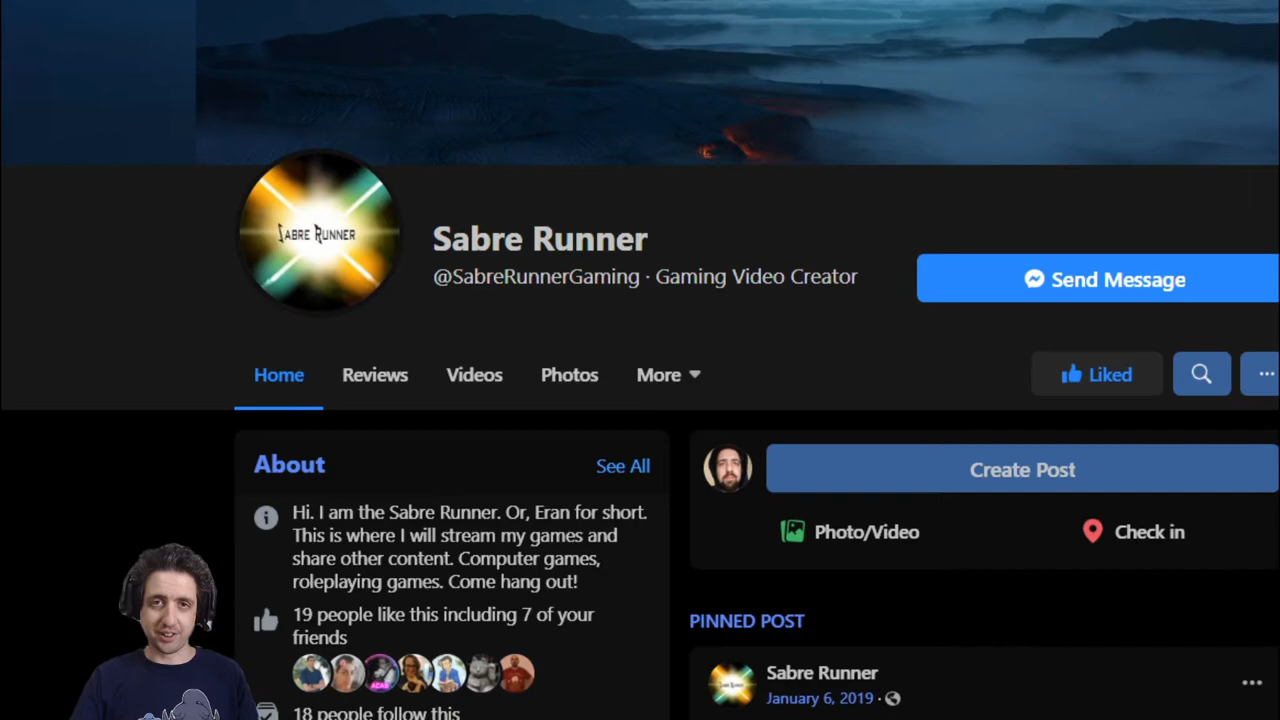 SABRE RUNNER
Sabre Runner
@SabreRunnerGaming · Gaming Video Creator
Send Message
Home Reviews Videos Photos More
Liked
About See All
Hi. I am the Sabre Runner. Or, Eran for short.
This is where I will stream my games and
share other content. Computer games,
roleplaying games. Come hang out!
19 people like this including 7 of your
friends
ACAB
18 people follow this
Create Post
Photo/Video Check in
PINNED POST
Sabre Runner
January 6, 2019 ·